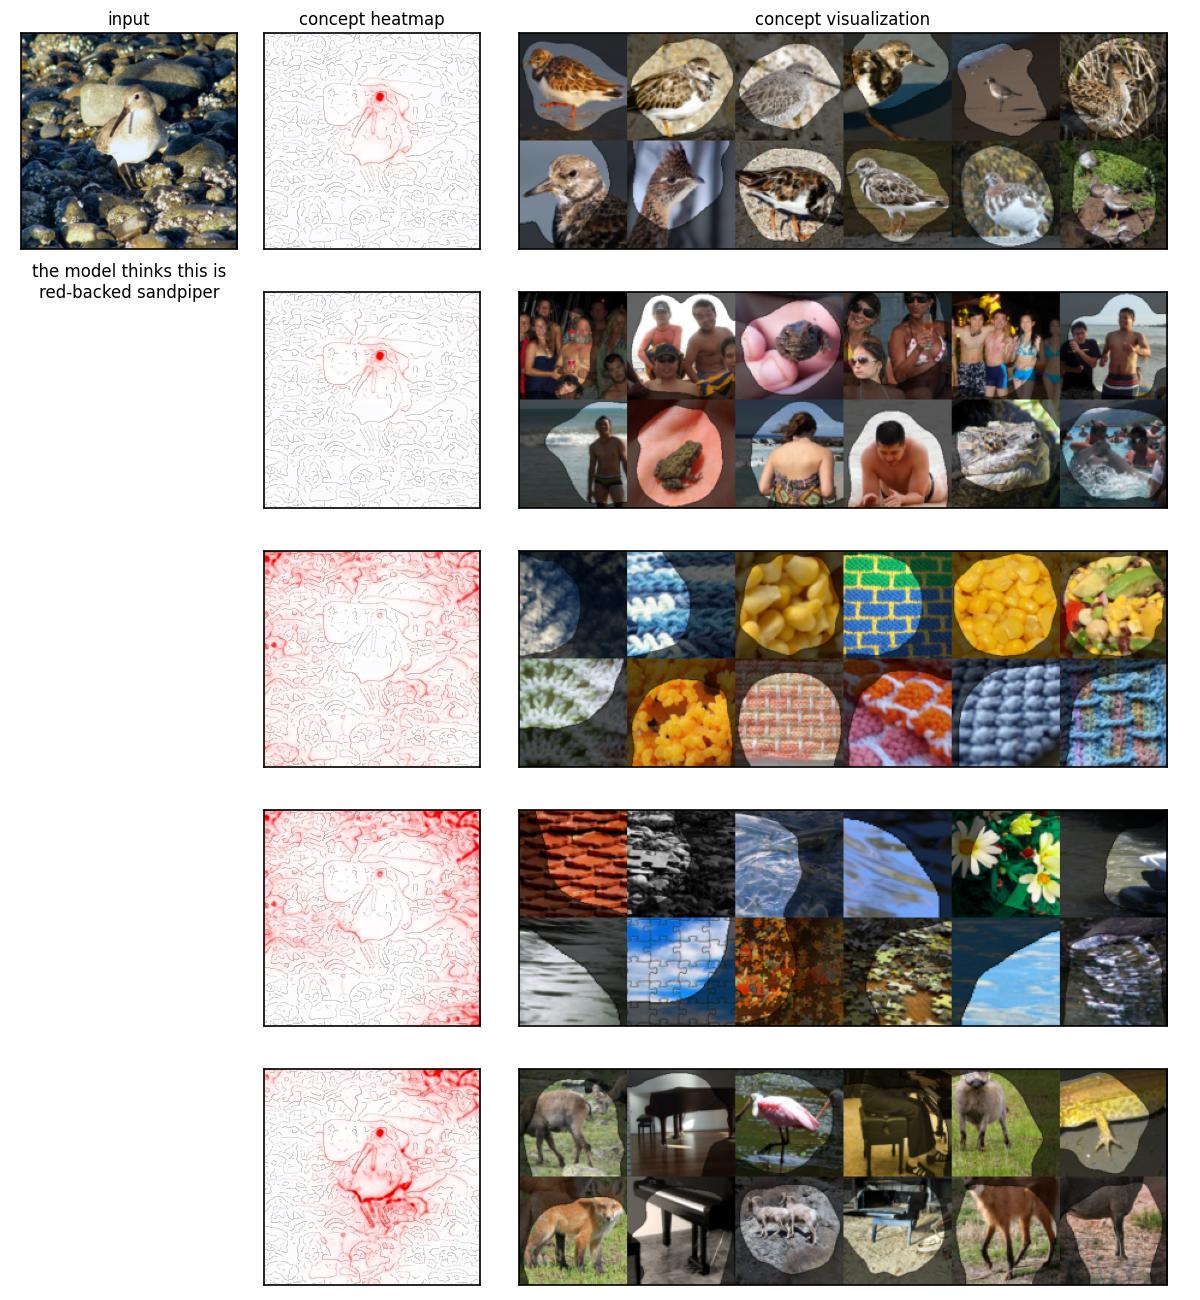 input
concept heatmap
concept visualization
the model thinks this is
red-backed sandpiper